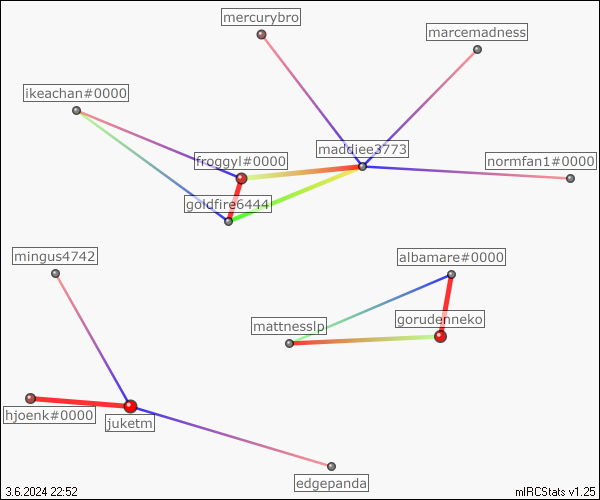 mercurybro
marcemadness
ikeachan#0000
maddiee3773
froggyl#0000
normfan1#0000
goldfire6444
mingus4742
albamare#0000
mattnesslp
gorudenneko
hjoenk#0000
juketm
edgepanda
3.6.2024 22:52
mIRCStats v1.25